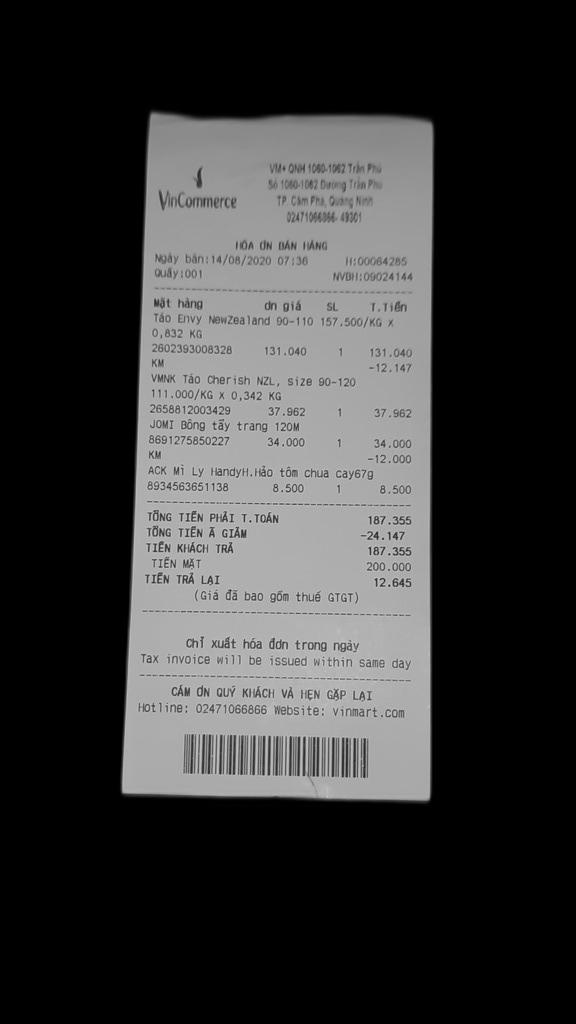 VinCommerce
VM+ QNH 1060-1062 Trần Phú
Số 1060-1062 Đường Trần Phú
TP. Cẩm Phả, Quảng Ninh
02471066866- 49301
HÓA ĐN BÁN HÀNG
Ngày bán:14/08/2020 07:36 H:00064285
Quầy:001 NVBH:09024144
Mặt hàng đn giá SL T.Tiền
Táo Envy NewZealand 90-110 157.500/KG X
0,832 KG
2602393008328 131.040 1 131.040
KM -12.147
VMNK Táo Cherish NZL, size 90-120
111.000/KG X 0,342 KG
2658812003429 37.962 1 37.962
JOMI Bông tẩy trang 120M
8691275850227 34.000 1 34.000
KM -12.000
ACK Mì Ly HandyH.Hảo tôm chua cay67g
8934563651138 8.500 1 8.500
TỔNG TIỀN PHẢI T.TOÁN 187.355
TỔNG TIỀN Ã GIẢM -24.147
TIỀN KHÁCH TRẢ 187.355
TIỀN MẶT 200.000
TIỀN TRẢ LẠI 12.645
(Giá đã bao gồm thuế GTGT)
Chỉ xuất hóa đơn trong ngày
Tax invoice will be issued within same day
CẢM ƠN QUÝ KHÁCH VÀ HẸN GẶP LẠI
Hotline: 02471066866 Website: vinmart.com